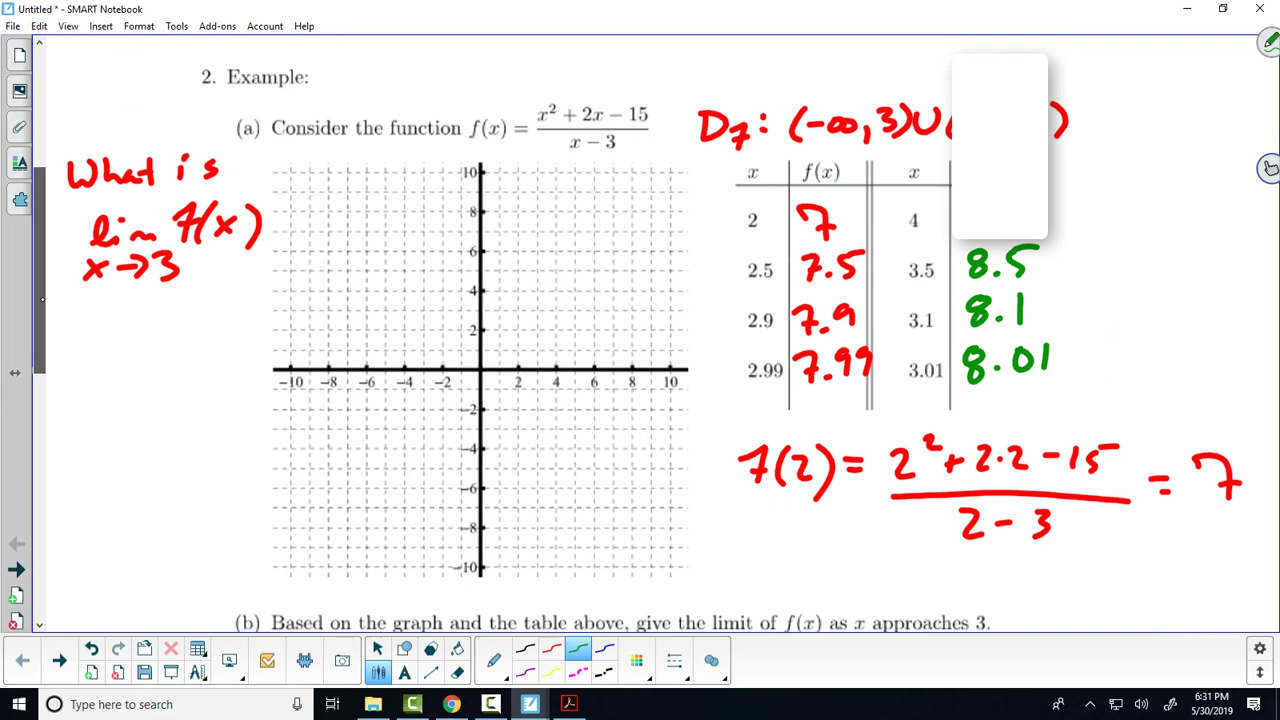 Untitled * - SMART Notebook
File Edit View Insert Format Tools Add-ons Account Help
2. Example:
(a) Consider the function f(x) = (x² + 2x − 15)/(x − 3)
Df : (-∞, 3)∪( )
What is
lim f(x)
x→3
x f(x) x
2 7 4
2.5 7.5 3.5 8.5
2.9 7.9 3.1 8.1
2.99 7.99 3.01 8.01
10
8
6
4
2
−10 −8 −6 −4 −2 2 4 6 8 10
−2
−4
−6
−8
−10
f(2) = (2² + 2·2 − 15)/(2 − 3) = 7
(b) Based on the graph and the table above, give the limit of f(x) as x approaches 3.
Type here to search
6:31 PM
5/30/2019